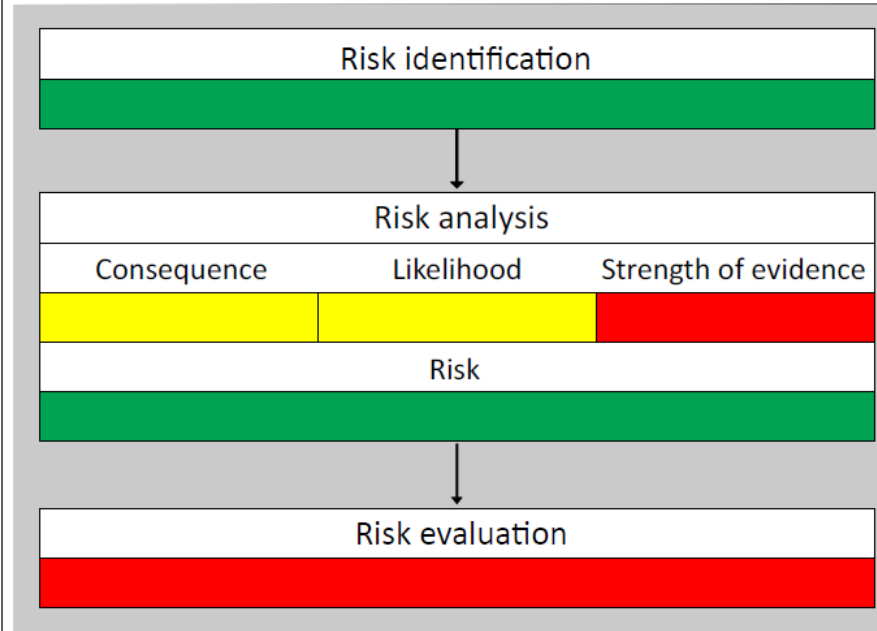 Risk identification
Risk analysis
Consequence Likelihood Strength of evidence
Risk
Risk evaluation